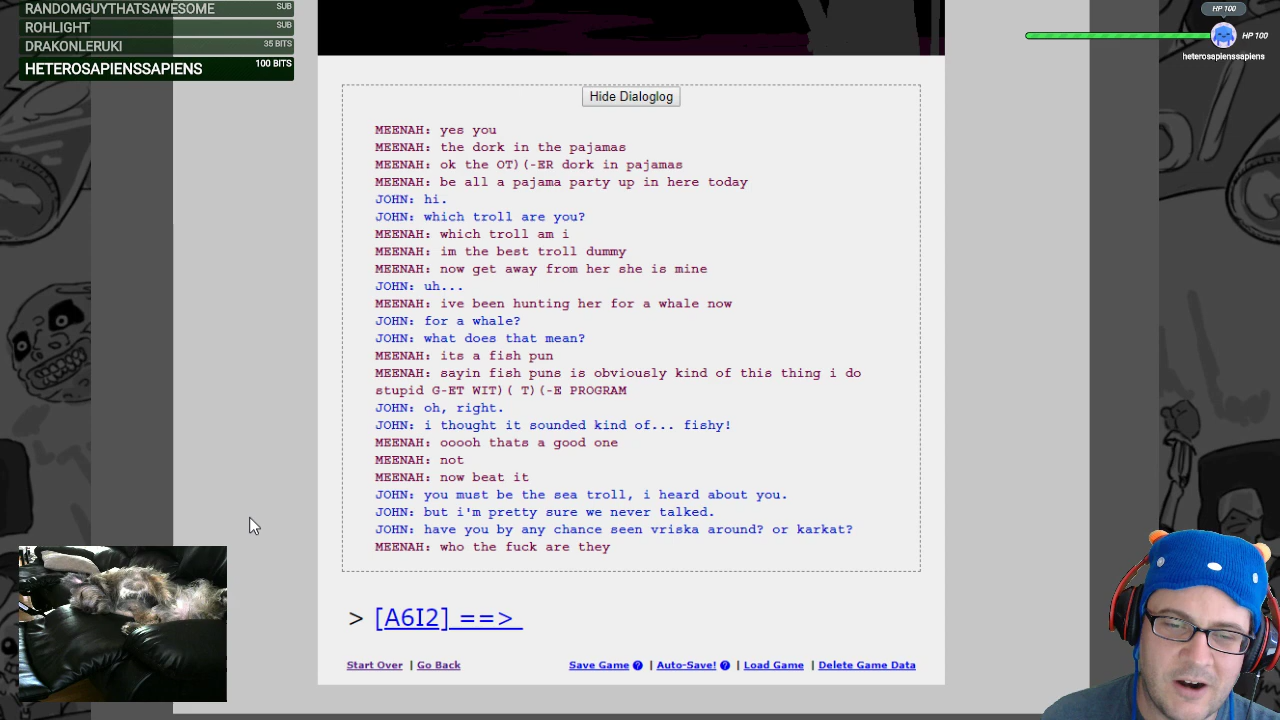 RANDOMGUYTHATSAWESOME SUB
ROHLIGHT SUB
DRAKONLERUKI 35 BITS
HETEROSAPIENSSAPIENS 100 BITS
HP 100
HP 100
heterosapienssapiens
Hide Dialoglog
MEENAH: yes you
MEENAH: the dork in the pajamas
MEENAH: ok the OT)(-ER dork in pajamas
MEENAH: be all a pajama party up in here today
JOHN: hi.
JOHN: which troll are you?
MEENAH: which troll am i
MEENAH: im the best troll dummy
MEENAH: now get away from her she is mine
JOHN: uh...
MEENAH: ive been hunting her for a whale now
JOHN: for a whale?
JOHN: what does that mean?
MEENAH: its a fish pun
MEENAH: sayin fish puns is obviously kind of this thing i do
stupid G-ET WIT)( T)(-E PROGRAM
JOHN: oh, right.
JOHN: i thought it sounded kind of... fishy!
MEENAH: ooooh thats a good one
MEENAH: not
MEENAH: now beat it
JOHN: you must be the sea troll, i heard about you.
JOHN: but i'm pretty sure we never talked.
JOHN: have you by any chance seen vriska around? or karkat?
MEENAH: who the fuck are they
> [A6I2] ==>
Start Over | Go Back Save Game ? | Auto-Save! ? | Load Game | Delete Game Data